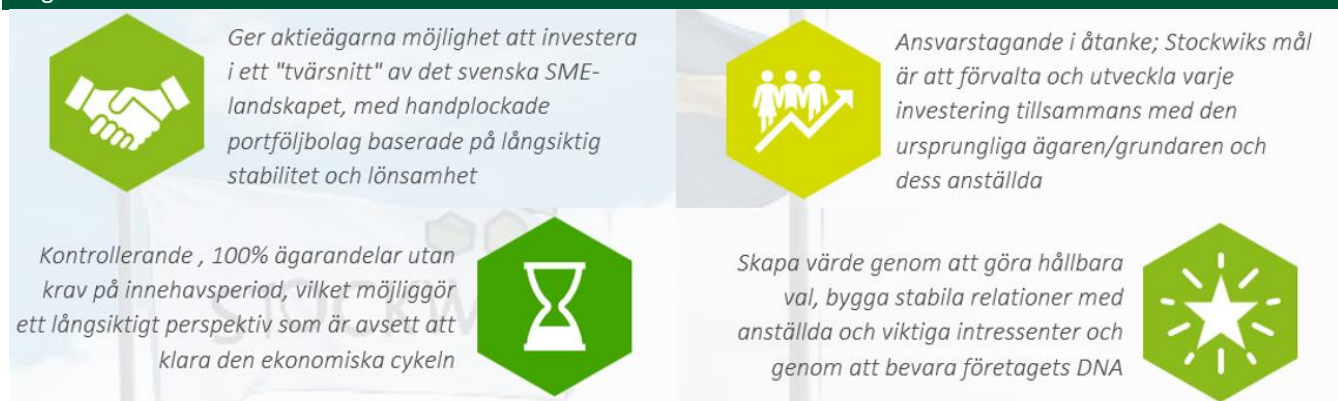 Ger aktieägarna möjlighet att investera
i ett "tvärsnitt" av det svenska SME-
landskapet, med handplockade
portföljbolag baserade på långsiktig
stabilitet och lönsamhet
Ansvarstagande i åtanke; Stockwiks mål
är att förvalta och utveckla varje
investering tillsammans med den
ursprungliga ägaren/grundaren och
dess anställda
Kontrollerande , 100% ägarandelar utan
krav på innehavsperiod, vilket möjliggör
ett långsiktigt perspektiv som är avsett att
klara den ekonomiska cykeln
Skapa värde genom att göra hållbara
val, bygga stabila relationer med
anställda och viktiga intressenter och
genom att bevara företagets DNA